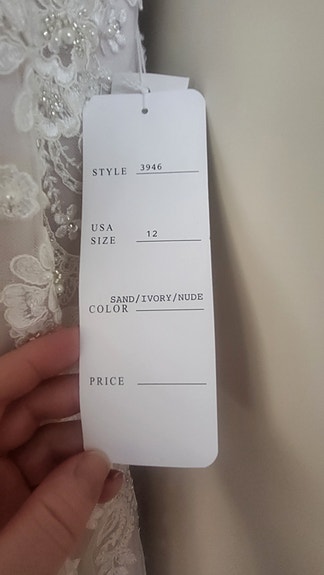 STYLE 3946
USA
SIZE 12
SAND/IVORY/NUDE
COLOR
PRICE